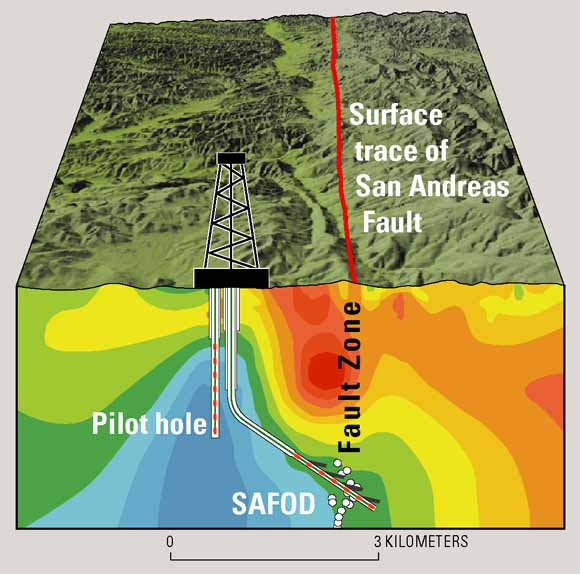 Surface
trace of
San Andreas
Fault
Fault Zone
Pilot hole
SAFOD
0
3 KILOMETERS